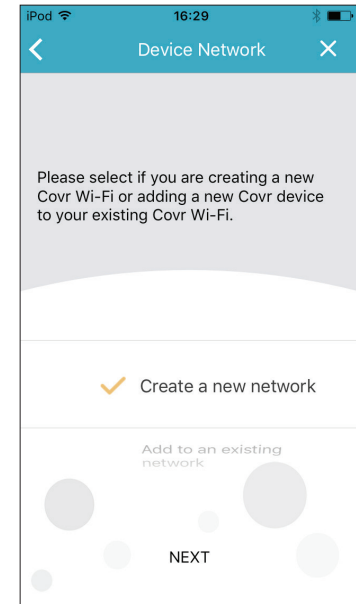 iPod 16:29
Device Network
Please select if you are creating a new
Covr Wi-Fi or adding a new Covr device
to your existing Covr Wi-Fi.
Create a new network
Add to an existing
network
NEXT